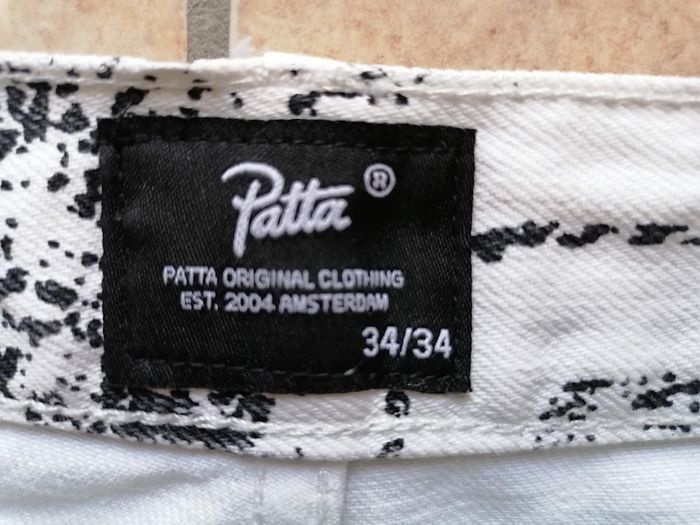 Patta®
PATTA ORIGINAL CLOTHING
EST. 2004 AMSTERDAM
34/34